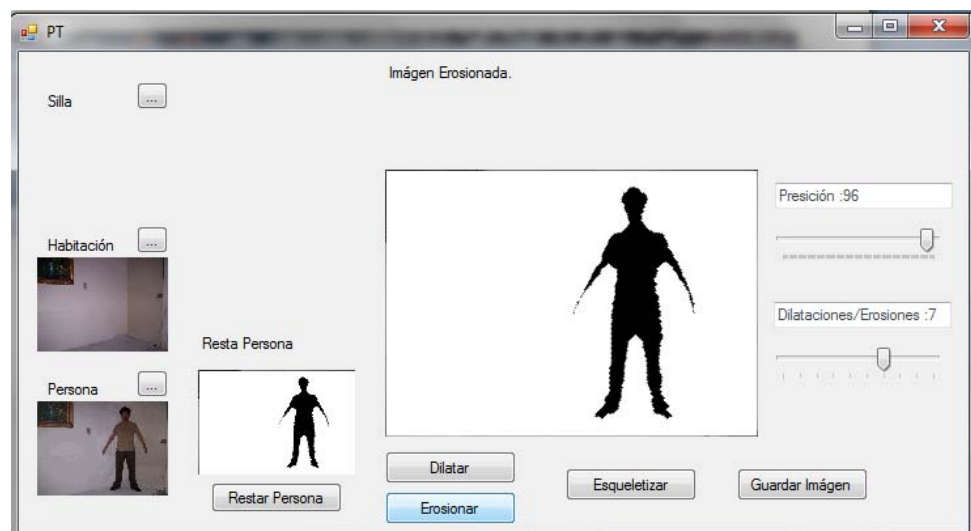 PT
Imágen Erosionada.
Silla
...
Presición :96
Habitación
...
Dilataciones/Erosiones :7
Resta Persona
Persona
...
Dilatar
Esqueletizar
Guardar Imágen
Restar Persona
Erosionar